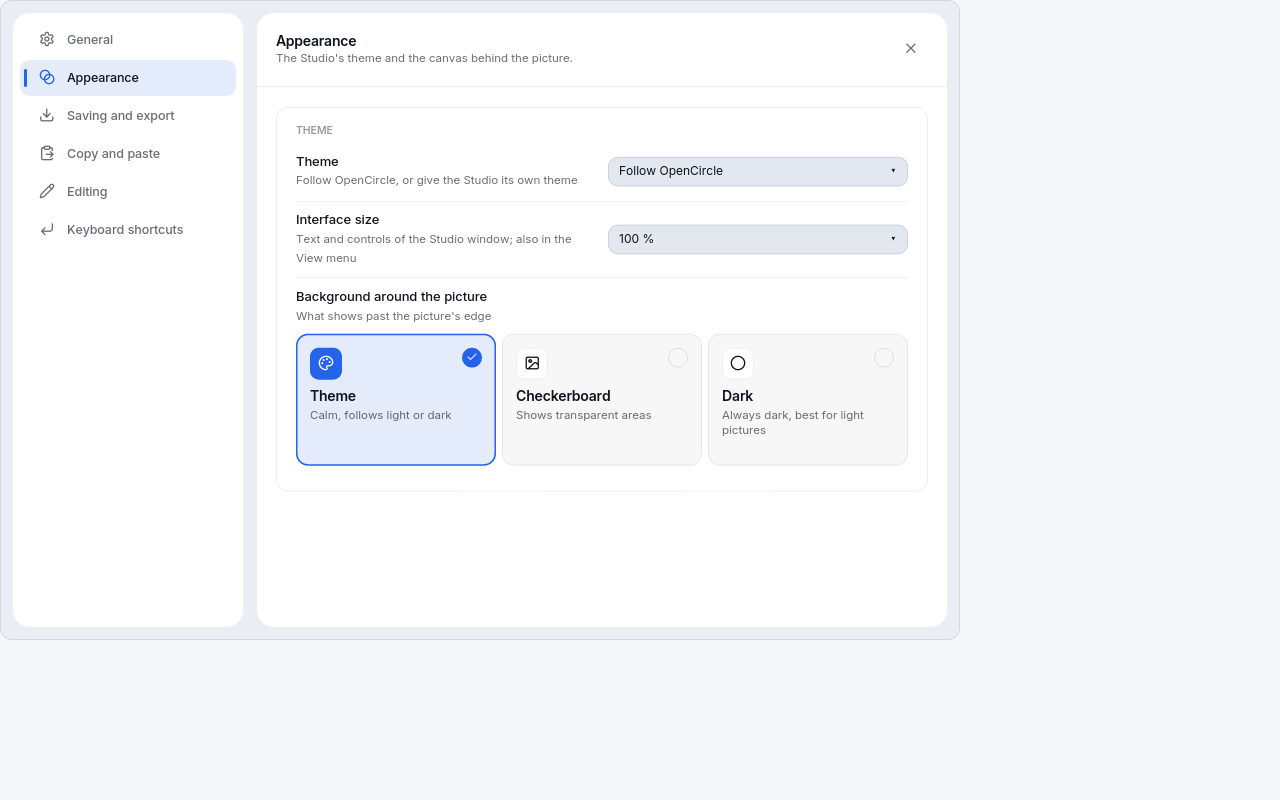 General
Appearance
Saving and export
Copy and paste
Editing
Keyboard shortcuts
Appearance
The Studio's theme and the canvas behind the picture.
THEME
Theme
Follow OpenCircle, or give the Studio its own theme
Follow OpenCircle
Interface size
Text and controls of the Studio window; also in the
View menu
100 %
Background around the picture
What shows past the picture's edge
Theme
Calm, follows light or dark
Checkerboard
Shows transparent areas
Dark
Always dark, best for light
pictures